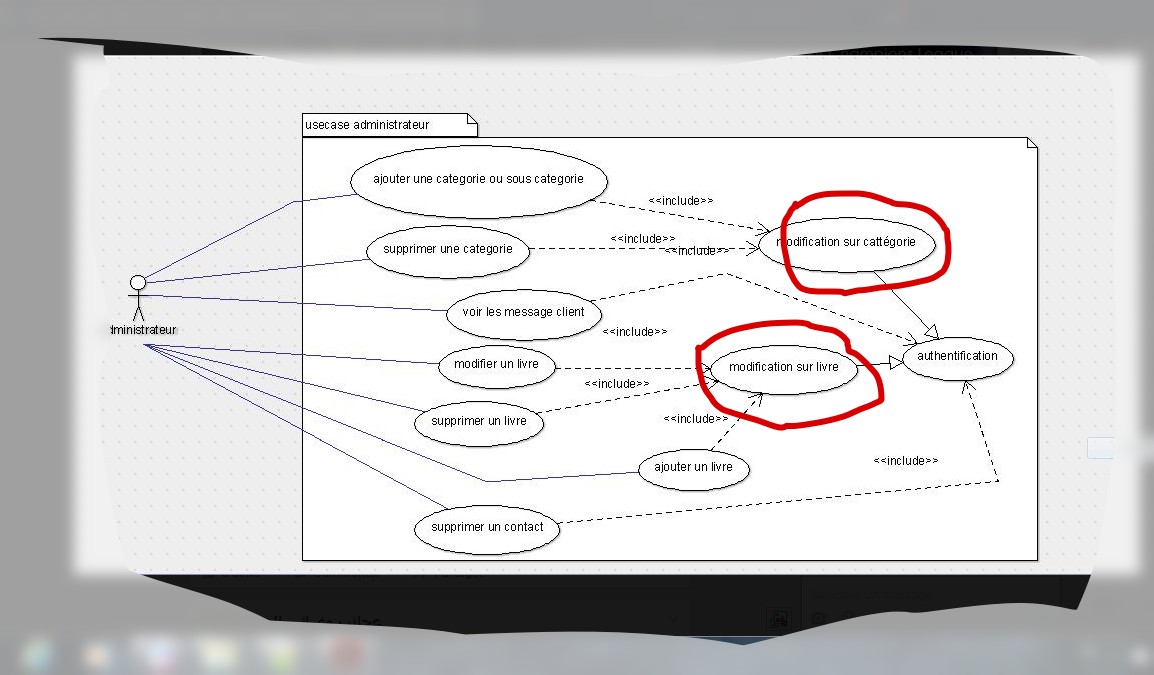 usecase administrateur
ajouter une categorie ou sous categorie
<<include>>
supprimer une categorie
<<include>>
<<include>>
modification sur cattégorie
voir les message client
<<include>>
dministrateur
modifier un livre
modification sur livre
authentification
<<include>>
supprimer un livre
<<include>>
ajouter un livre
<<include>>
supprimer un contact